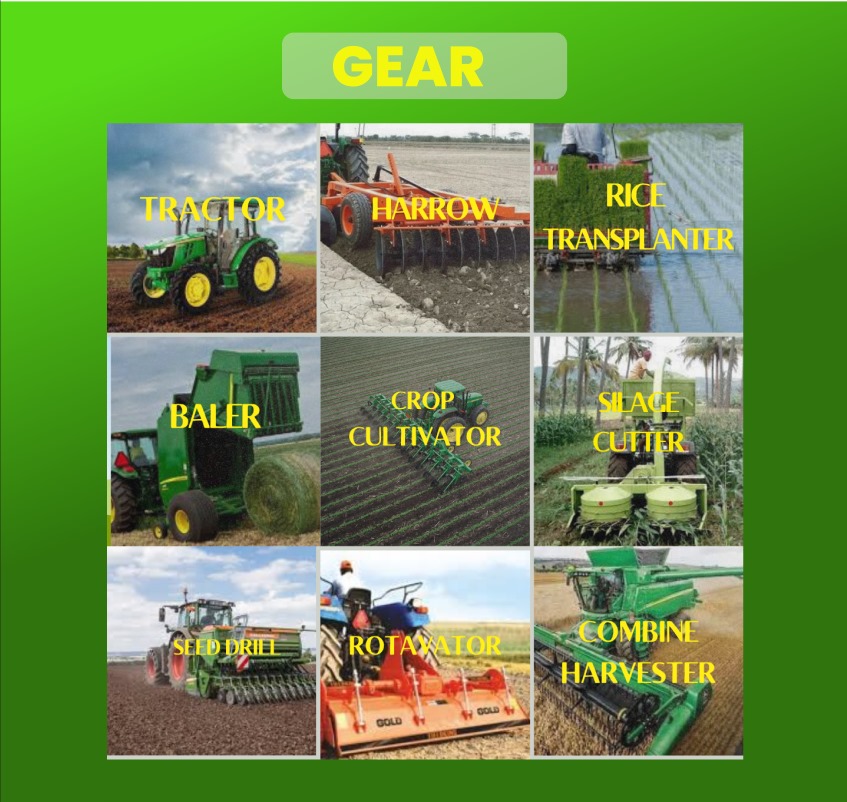 GEAR
TRACTOR
HARROW
RICE
TRANSPLANTER
BALER
CROP
CULTIVATOR
SILAGE
CUTTER
SEED DRILL
ROTAVATOR
GOLD
GOLD
COMBINE
HARVESTER